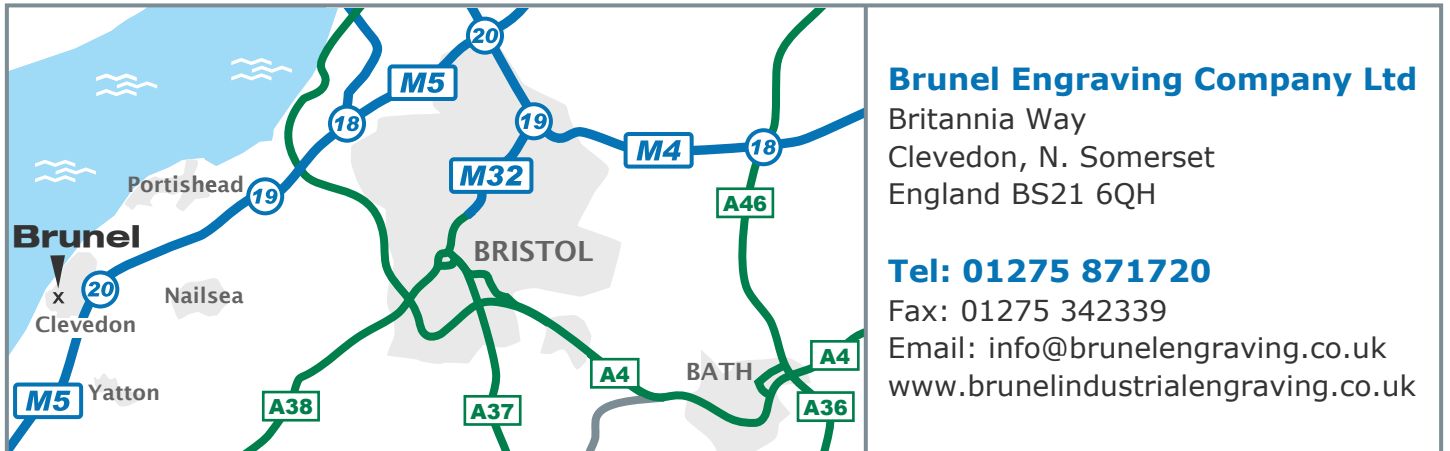 20
M5
18
19
M4
18
M32
Portishead
19
A46
Brunel
BRISTOL
x
20
Nailsea
Clevedon
A4
BATH
A4
M5
Yatton
A38
A37
A36
Brunel Engraving Company Ltd
Britannia Way
Clevedon, N. Somerset
England BS21 6QH
Tel: 01275 871720
Fax: 01275 342339
Email: info@brunelengraving.co.uk
www.brunelindustrialengraving.co.uk